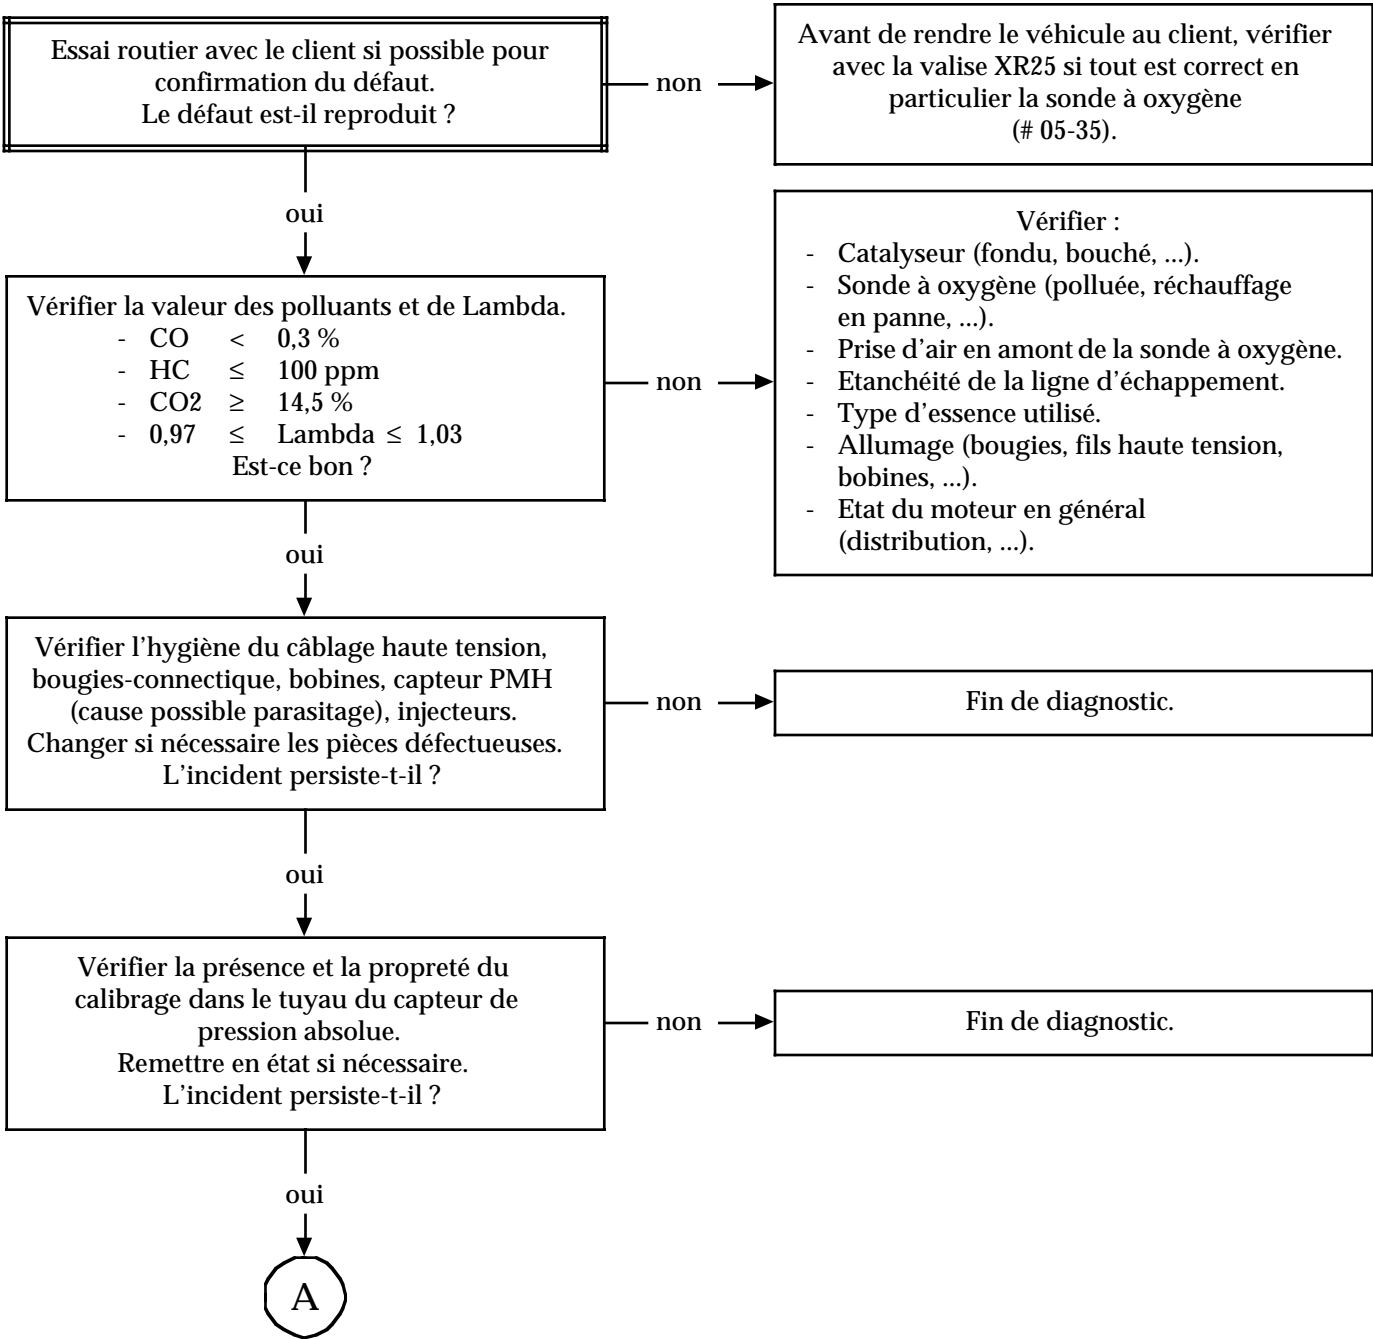 Essai routier avec le client si possible pour
confirmation du défaut.
Le défaut est-il reproduit ?
non
Avant de rendre le véhicule au client, vérifier
avec la valise XR25 si tout est correct en
particulier la sonde à oxygène
(# 05-35).
oui
Vérifier la valeur des polluants et de Lambda.
- CO < 0,3 %
- HC ≤ 100 ppm
- CO2 ≥ 14,5 %
- 0,97 ≤ Lambda ≤ 1,03
Est-ce bon ?
non
Vérifier :
- Catalyseur (fondu, bouché, ...).
- Sonde à oxygène (polluée, réchauffage
en panne, ...).
- Prise d'air en amont de la sonde à oxygène.
- Etanchéité de la ligne d'échappement.
- Type d'essence utilisé.
- Allumage (bougies, fils haute tension,
bobines, ...).
- Etat du moteur en général
(distribution, ...).
oui
Vérifier l'hygiène du câblage haute tension,
bougies-connectique, bobines, capteur PMH
(cause possible parasitage), injecteurs.
Changer si nécessaire les pièces défectueuses.
L'incident persiste-t-il ?
non
Fin de diagnostic.
oui
Vérifier la présence et la propreté du
calibrage dans le tuyau du capteur de
pression absolue.
Remettre en état si nécessaire.
L'incident persiste-t-il ?
non
Fin de diagnostic.
oui
A